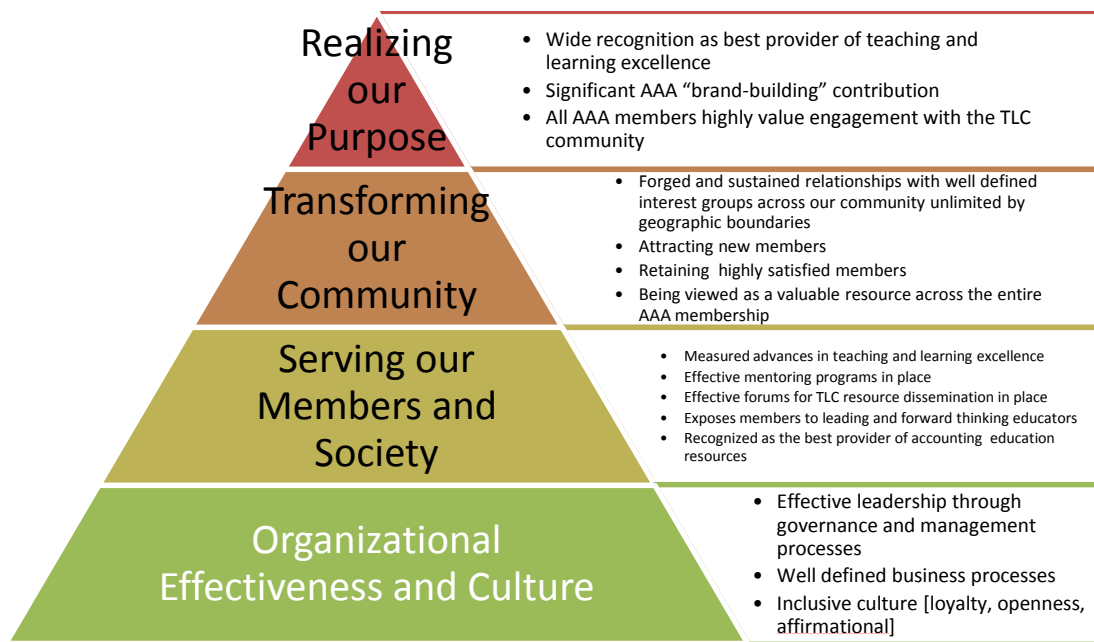 Realizing
our
Purpose
• Wide recognition as best provider of teaching and
learning excellence
• Significant AAA “brand-building” contribution
• All AAA members highly value engagement with the TLC
community
Transforming
our
Community
• Forged and sustained relationships with well defined
interest groups across our community unlimited by
geographic boundaries
• Attracting new members
• Retaining  highly satisfied members
• Being viewed as a valuable resource across the entire
AAA membership
Serving our
Members and
Society
• Measured advances in teaching and learning excellence
• Effective mentoring programs in place
• Effective forums for TLC resource dissemination in place
• Exposes members to leading and forward thinking educators
• Recognized as the best provider of accounting  education
resources
Organizational
Effectiveness and Culture
• Effective leadership through
governance and management
processes
• Well defined business processes
• Inclusive culture [loyalty, openness,
affirmational]